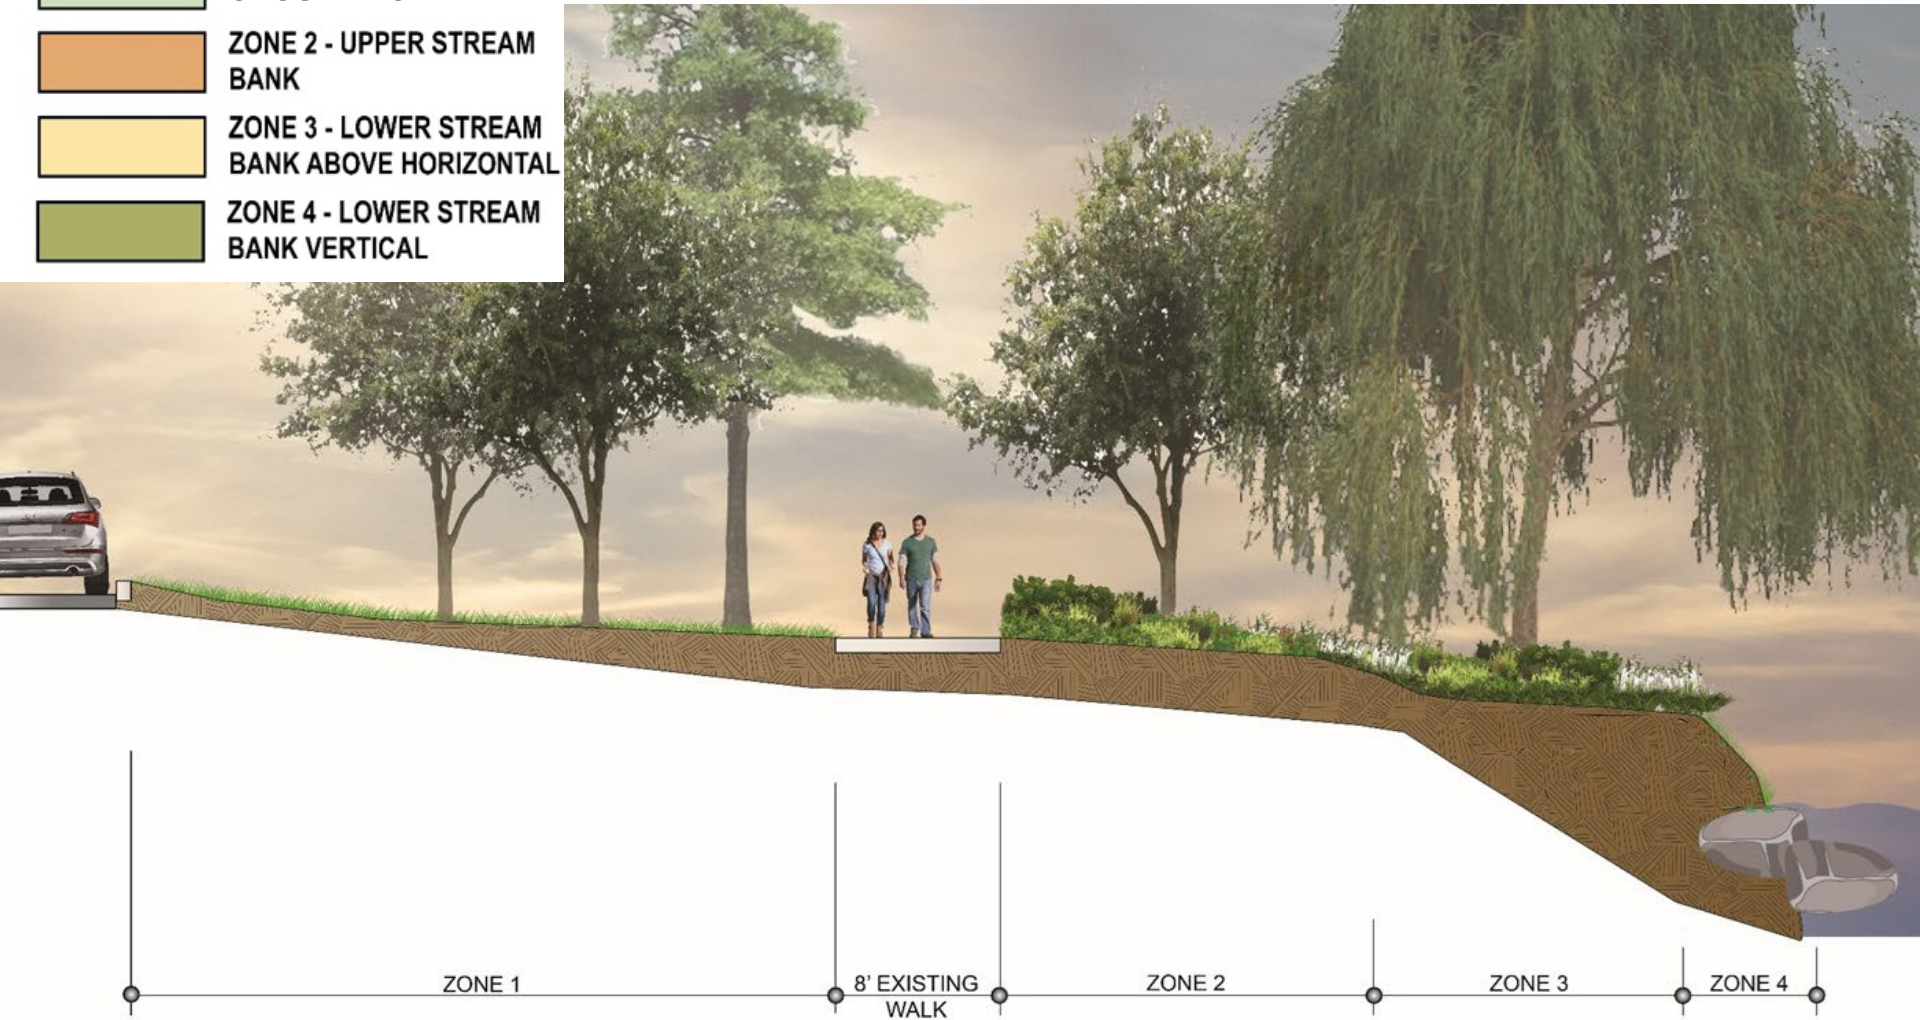 ZONE 2 - UPPER STREAM
BANK
ZONE 3 - LOWER STREAM
BANK ABOVE HORIZONTAL
ZONE 4 - LOWER STREAM
BANK VERTICAL
ZONE 1
8' EXISTING
WALK
ZONE 2
ZONE 3
ZONE 4